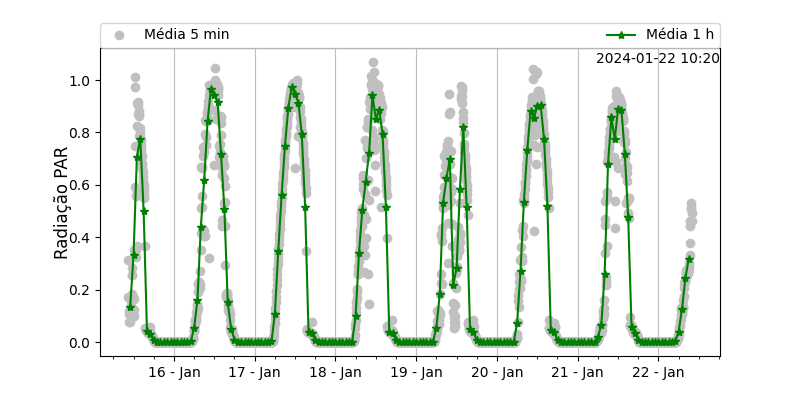 Média 5 min
Média 1 h
2024-01-22 10:20
Radiação PAR
1.0
0.8
0.6
0.4
0.2
0.0
16 - Jan
17 - Jan
18 - Jan
19 - Jan
20 - Jan
21 - Jan
22 - Jan